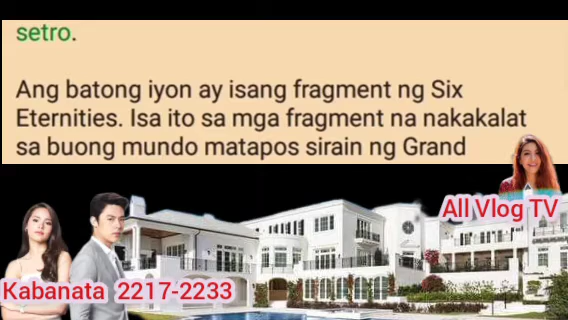 setro.
Ang batong iyon ay isang fragment ng Six
Eternities. Isa ito sa mga fragment na nakakalat
sa buong mundo matapos sirain ng Grand
All Vlog TV
Kabanata 2217-2233